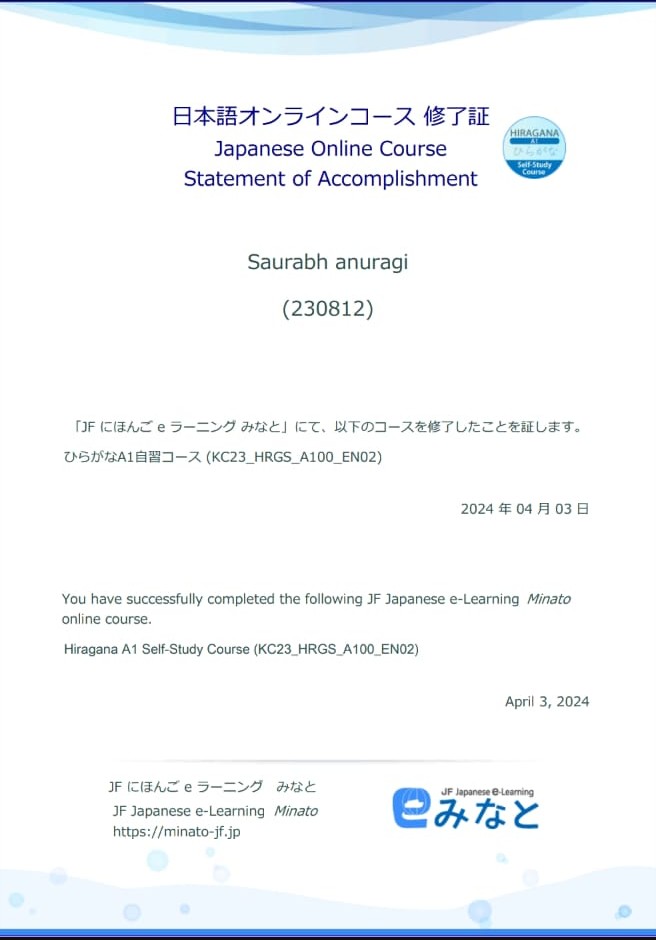 日本語オンラインコース 修了証
Japanese Online Course
Statement of Accomplishment
HIRAGANA
A1
ひらがな
Self-Study
Course
Saurabh anuragi
(230812)
「JF にほんご e ラーニング みなと」にて、以下のコースを修了したことを証します。
ひらがなA1自習コース (KC23_HRGS_A100_EN02)
2024 年 04 月 03 日
You have successfully completed the following JF Japanese e-Learning Minato
online course.
Hiragana A1 Self-Study Course (KC23_HRGS_A100_EN02)
April 3, 2024
JF にほんご e ラーニング みなと
JF Japanese e-Learning Minato
https://minato-jf.jp
JF Japanese e-Learning
みなと